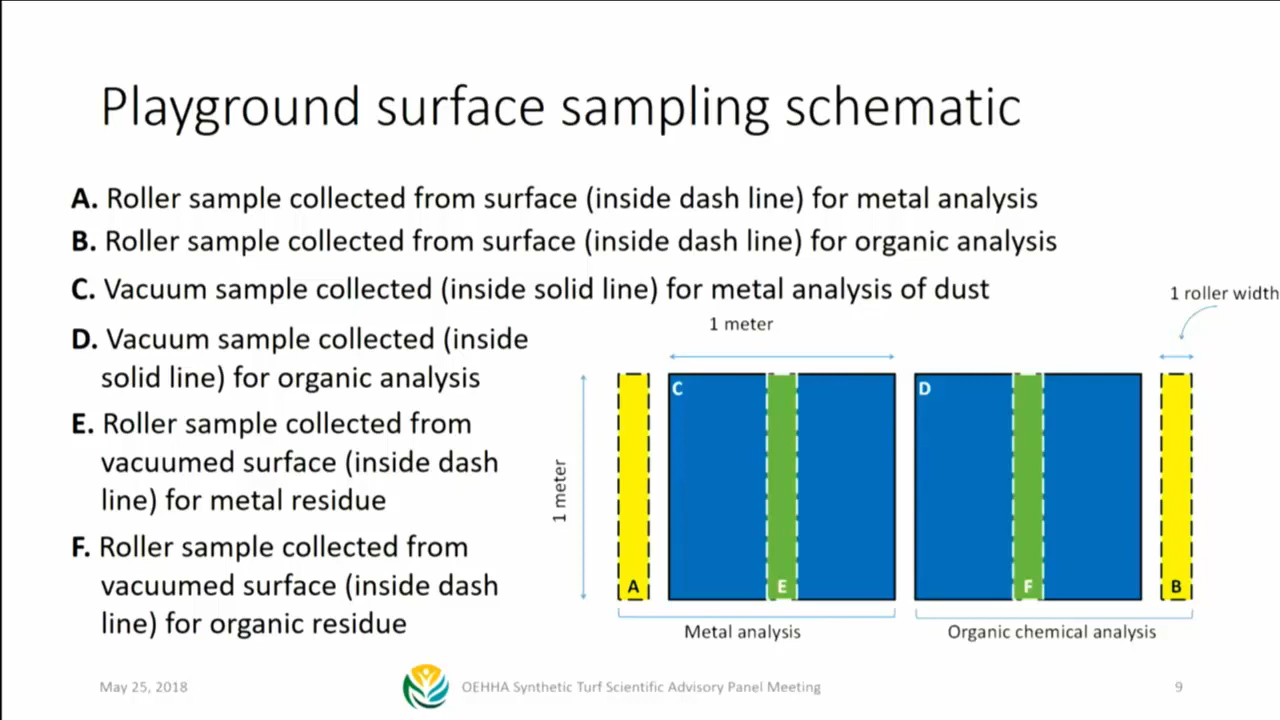 Playground surface sampling schematic
A. Roller sample collected from surface (inside dash line) for metal analysis
B. Roller sample collected from surface (inside dash line) for organic analysis
C. Vacuum sample collected (inside solid line) for metal analysis of dust
D. Vacuum sample collected (inside
solid line) for organic analysis
E. Roller sample collected from
vacuumed surface (inside dash
line) for metal residue
F. Roller sample collected from
vacuumed surface (inside dash
line) for organic residue
1 roller width
1 meter
1 meter
C
D
A
E
F
B
Metal analysis
Organic chemical analysis
May 25, 2018
OEHHA Synthetic Turf Scientific Advisory Panel Meeting
9